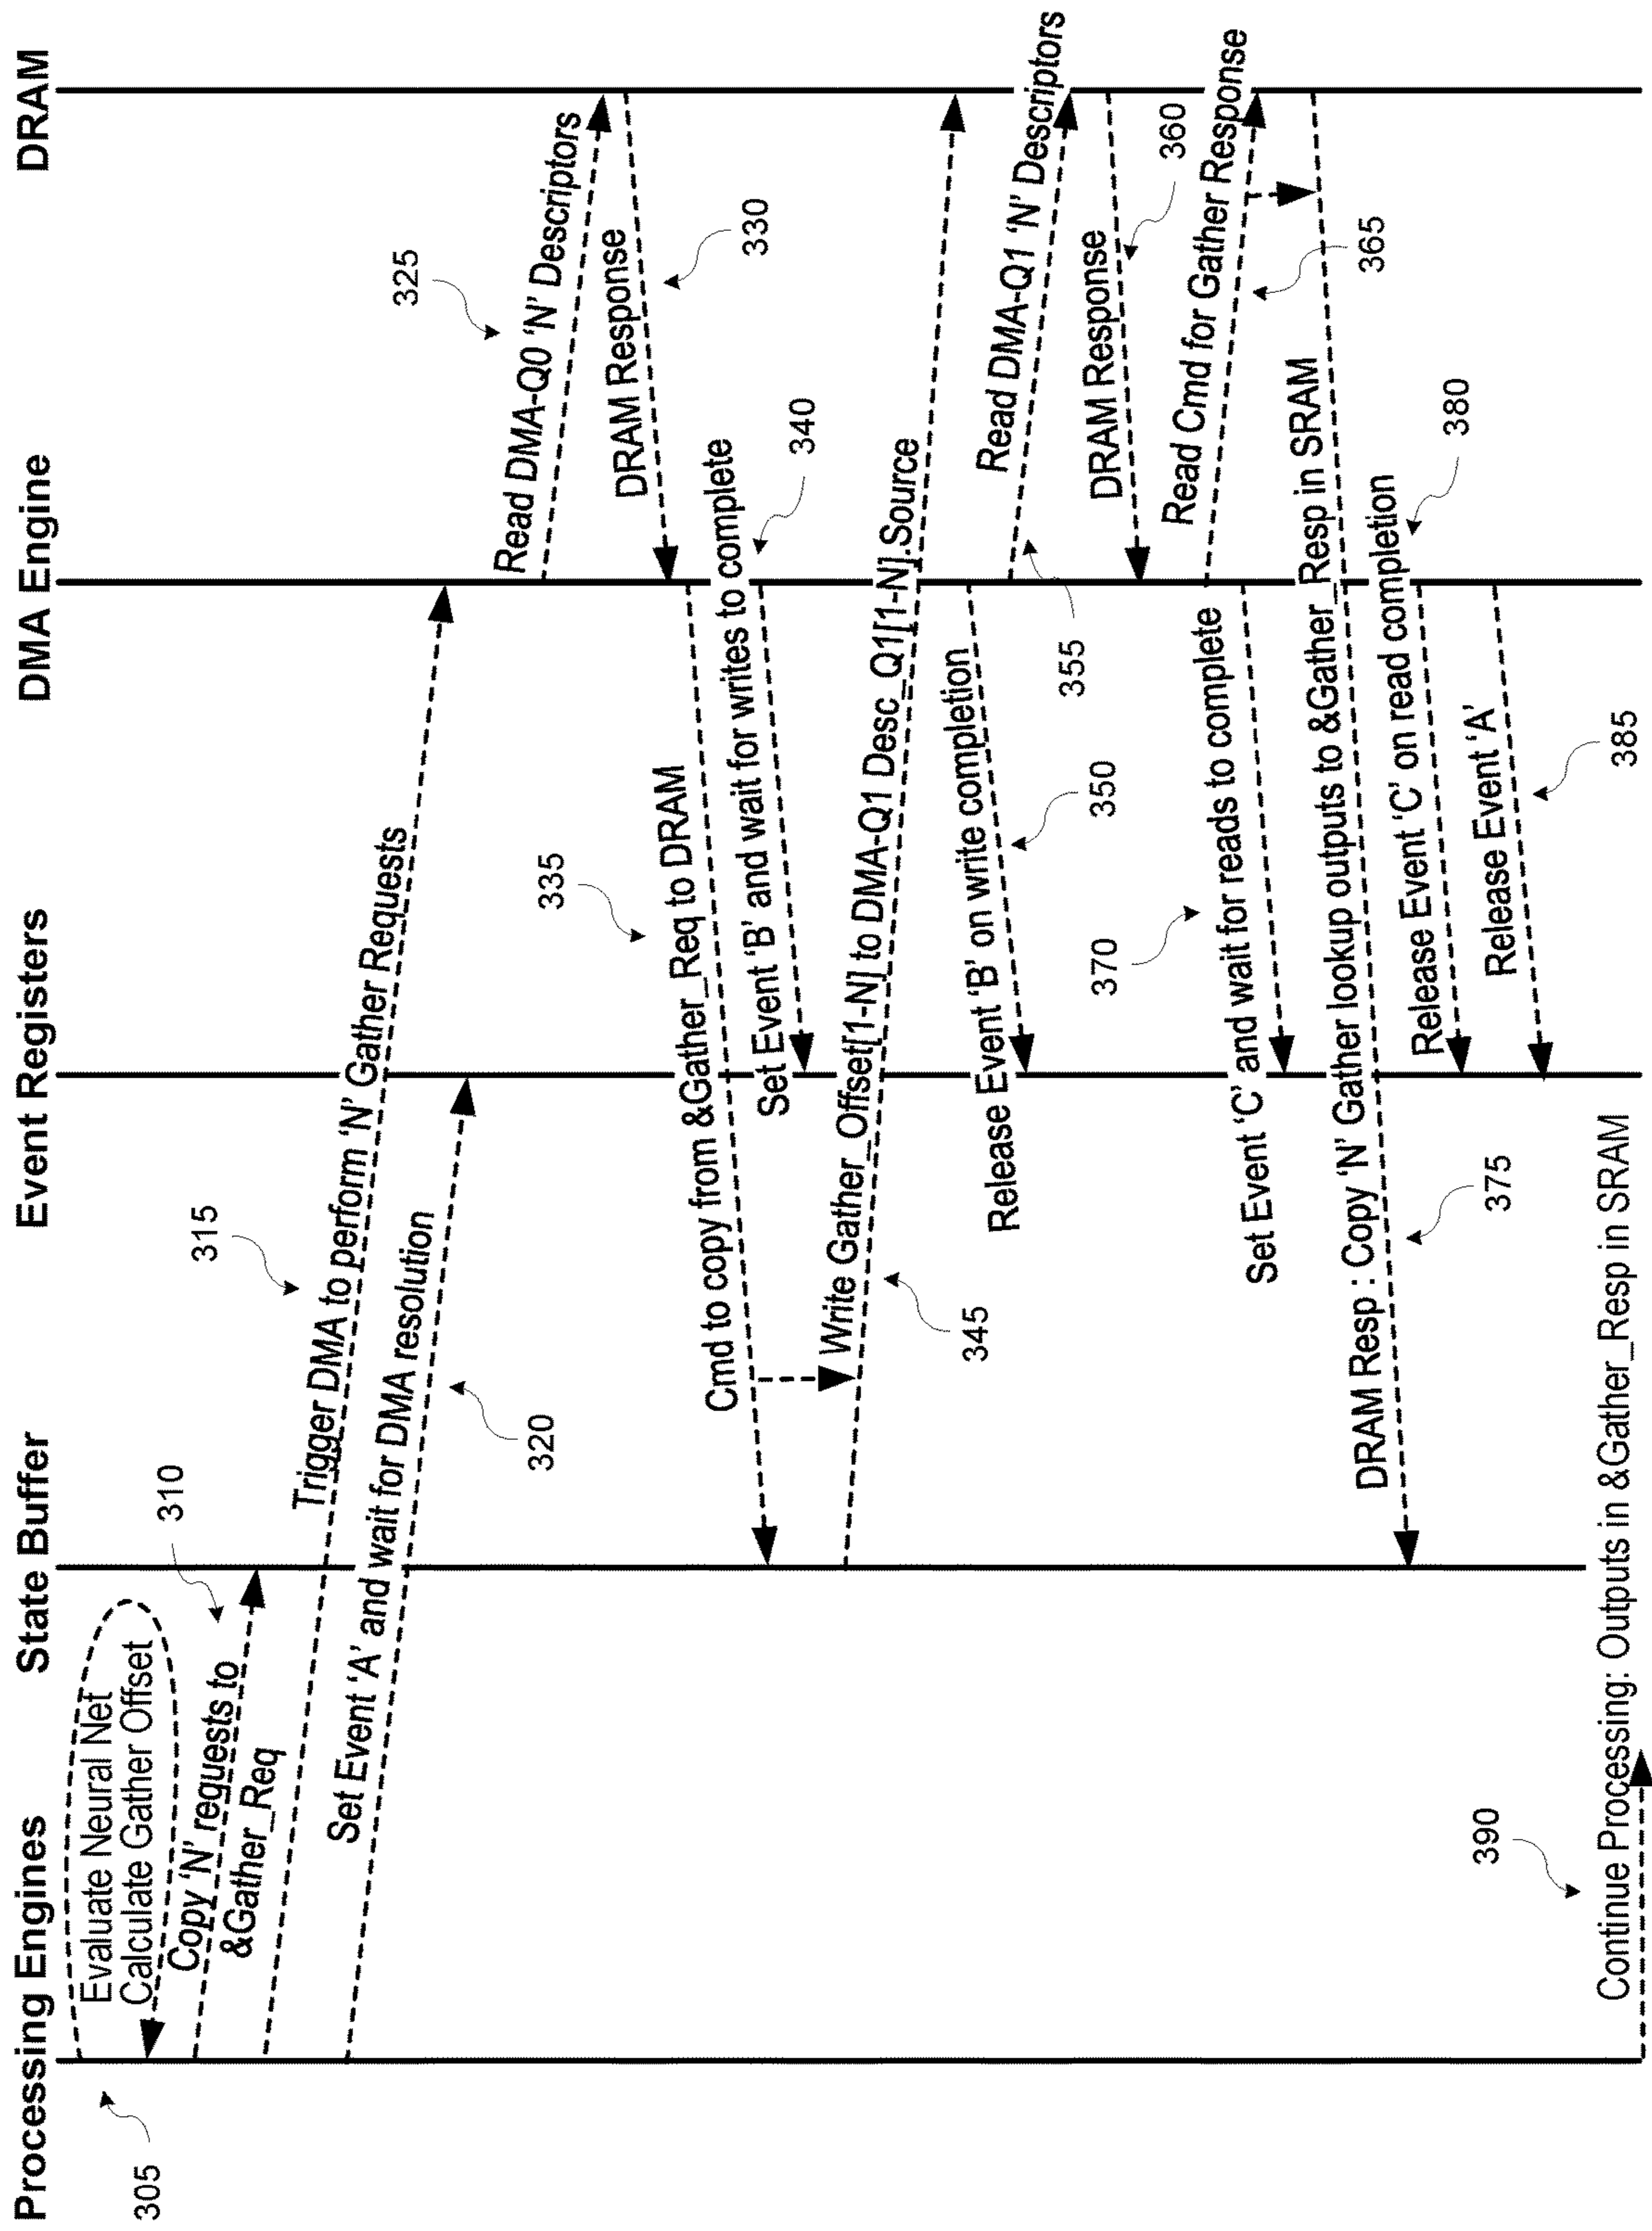 Processing Engines
State Buffer
Event Registers
DMA Engine
DRAM
305
Evaluate Neural Net
Calculate Gather Offset
310
Copy ‘N’ requests to
&Gather_Req
315
Trigger DMA to perform ‘N’ Gather Requests
Set Event ‘A’ and wait for DMA resolution
320
325
Read DMA-Q0 ‘N’ Descriptors
DRAM Response
330
335
Cmd to copy from &Gather_Req to DRAM
340
Set Event ‘B’ and wait for writes to complete
Write Gather_Offset[1-N] to DMA-Q1 Desc_Q1[1-N].Source
345
Release Event ‘B’ on write completion
350
Read DMA-Q1 ‘N’ Descriptors
355
DRAM Response
360
Read Cmd for Gather Response
365
370
Set Event ‘C’ and wait for reads to complete
DRAM Resp : Copy ‘N’ Gather lookup outputs to &Gather_Resp in SRAM
375
Release Event ‘C’ on read completion
380
Release Event ‘A’
385
390
Continue Processing: Outputs in &Gather_Resp in SRAM